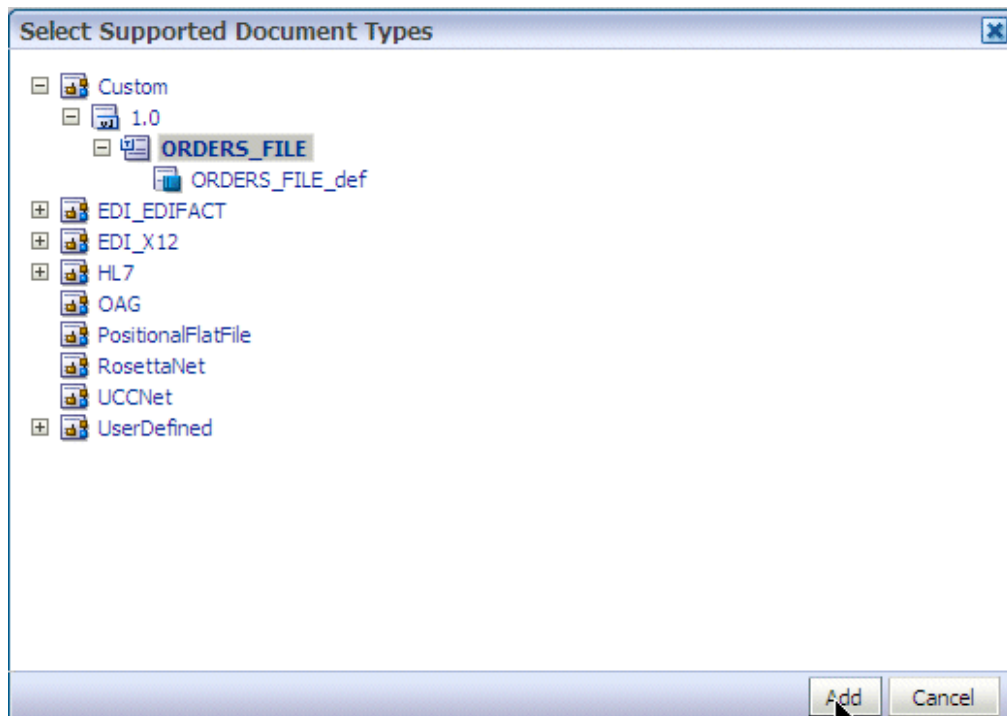 Select Supported Document Types
Custom
1.0
ORDERS_FILE
ORDERS_FILE_def
EDI_EDIFACT
EDI_X12
HL7
OAG
PositionalFlatFile
RosettaNet
UCCNet
UserDefined
Add Cancel